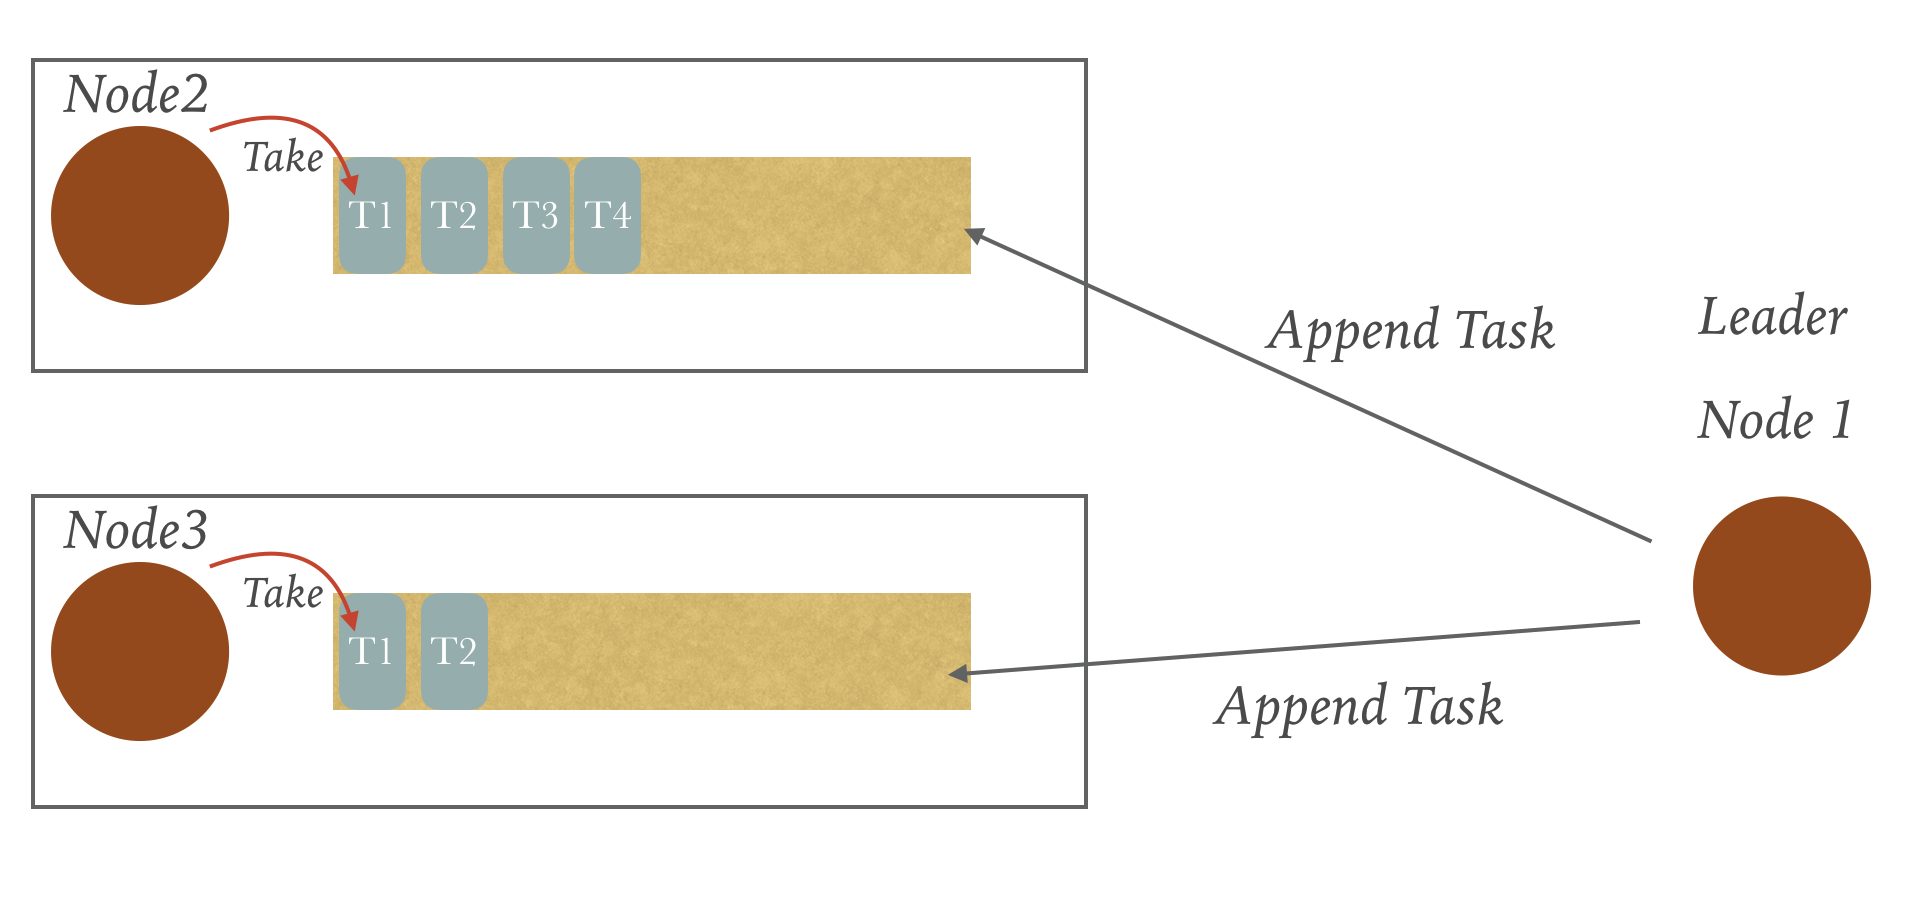 Node2
Take
T1 T2 T3 T4
Append Task
Leader
Node 1
Node3
Take
T1 T2
Append Task